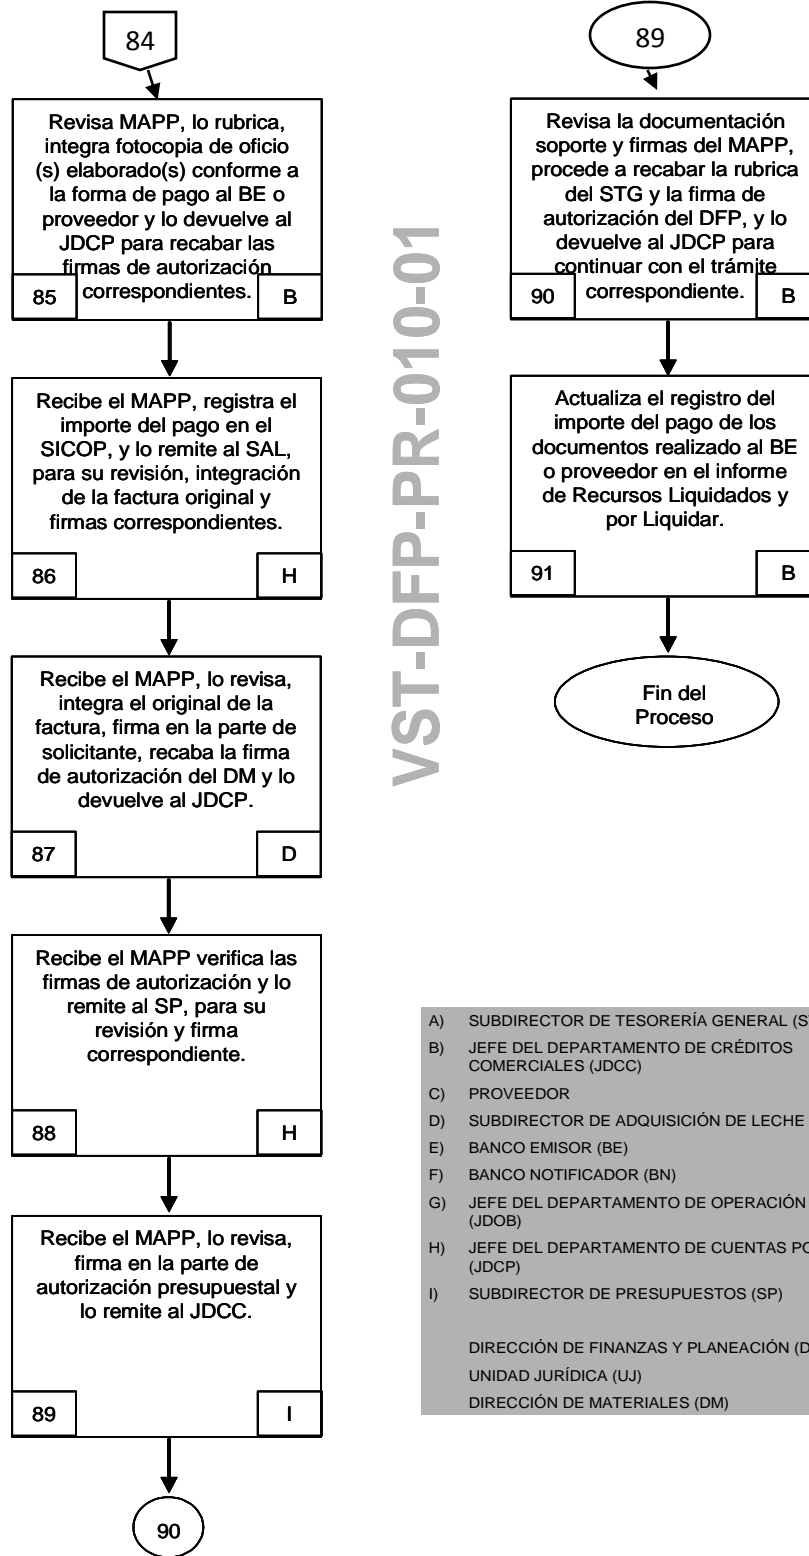 84
Revisa MAPP, lo rubrica,
integra fotocopia de oficio
(s) elaborado(s) conforme a
la forma de pago al BE o
proveedor y lo devuelve al
JDCP para recabar las
firmas de autorización
correspondientes.
85
B
Recibe el MAPP, registra el
importe del pago en el
SICOP, y lo remite al SAL,
para su revisión, integración
de la factura original y
firmas correspondientes.
86
H
Recibe el MAPP, lo revisa,
integra el original de la
factura, firma en la parte de
solicitante, recaba la firma
de autorización del DM y lo
devuelve al JDCP.
87
D
Recibe el MAPP verifica las
firmas de autorización y lo
remite al SP, para su
revisión y firma
correspondiente.
88
H
Recibe el MAPP, lo revisa,
firma en la parte de
autorización presupuestal y
lo remite al JDCC.
89
I
90
VST-DFP-PR-010-01
89
Revisa la documentación
soporte y firmas del MAPP,
procede a recabar la rubrica
del STG y la firma de
autorización del DFP, y lo
devuelve al JDCP para
continuar con el trámite
correspondiente.
90
B
Actualiza el registro del
importe del pago de los
documentos realizado al BE
o proveedor en el informe
de Recursos Liquidados y
por Liquidar.
91
B
Fin del
Proceso
A) SUBDIRECTOR DE TESORERÍA GENERAL
B) JEFE DEL DEPARTAMENTO DE CRÉDITOS
COMERCIALES (JDCC)
C) PROVEEDOR
D) SUBDIRECTOR DE ADQUISICIÓN DE LECHE
E) BANCO EMISOR (BE)
F) BANCO NOTIFICADOR (BN)
G) JEFE DEL DEPARTAMENTO DE OPERACIÓN
(JDOB)
H) JEFE DEL DEPARTAMENTO DE CUENTAS
(JDCP)
I) SUBDIRECTOR DE PRESUPUESTOS (SP)
DIRECCIÓN DE FINANZAS Y PLANEACIÓN
UNIDAD JURÍDICA (UJ)
DIRECCIÓN DE MATERIALES (DM)